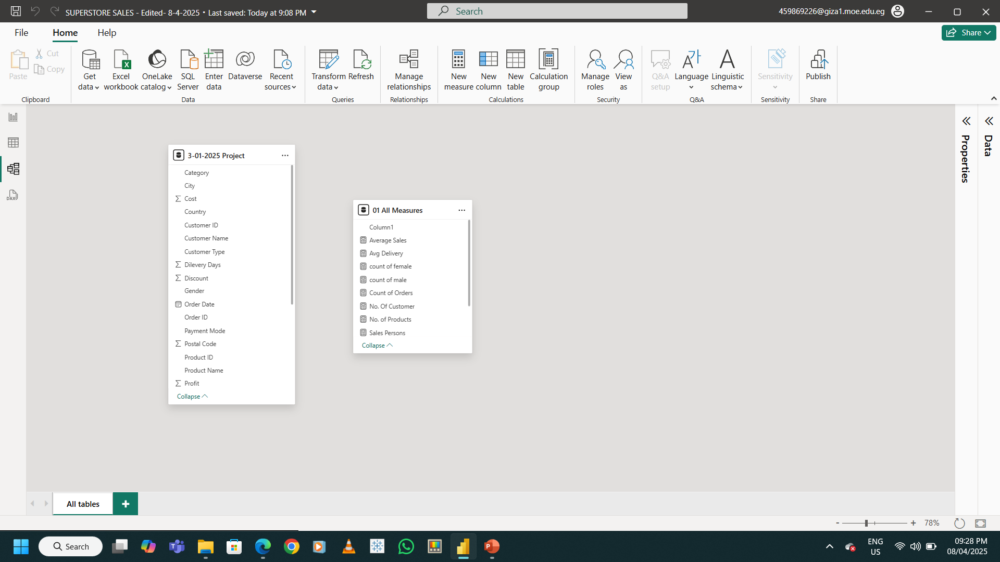 SUPERSTORE SALES - Edited- 8-4-2025 • Last saved: Today at 9:08 PM
Search
459869226@giza1.moe.edu.eg
File Home Help
Share
Paste
Cut
Copy
Clipboard
Get data
Excel workbook
OneLake catalog
SQL Server
Enter data
Dataverse
Recent sources
Data
Transform data
Refresh
Queries
Manage relationships
Relationships
New measure
New column
New table
Calculation group
Calculations
Manage roles
View as
Security
Q&A setup
Language
Linguistic schema
Q&A
Sensitivity
Sensitivity
Publish
Share
DAX
3-01-2025 Project
Category
City
Cost
Country
Customer ID
Customer Name
Customer Type
Dilevery Days
Discount
Gender
Order Date
Order ID
Payment Mode
Postal Code
Product ID
Product Name
Profit
Collapse
01 All Measures
Column1
Average Sales
Avg Delivery
count of female
count of male
Count of Orders
No. Of Customer
No. of Products
Sales Persons
Collapse
Properties
Data
All tables
- + 78%
Search
ENG
US
09:28 PM
08/04/2025